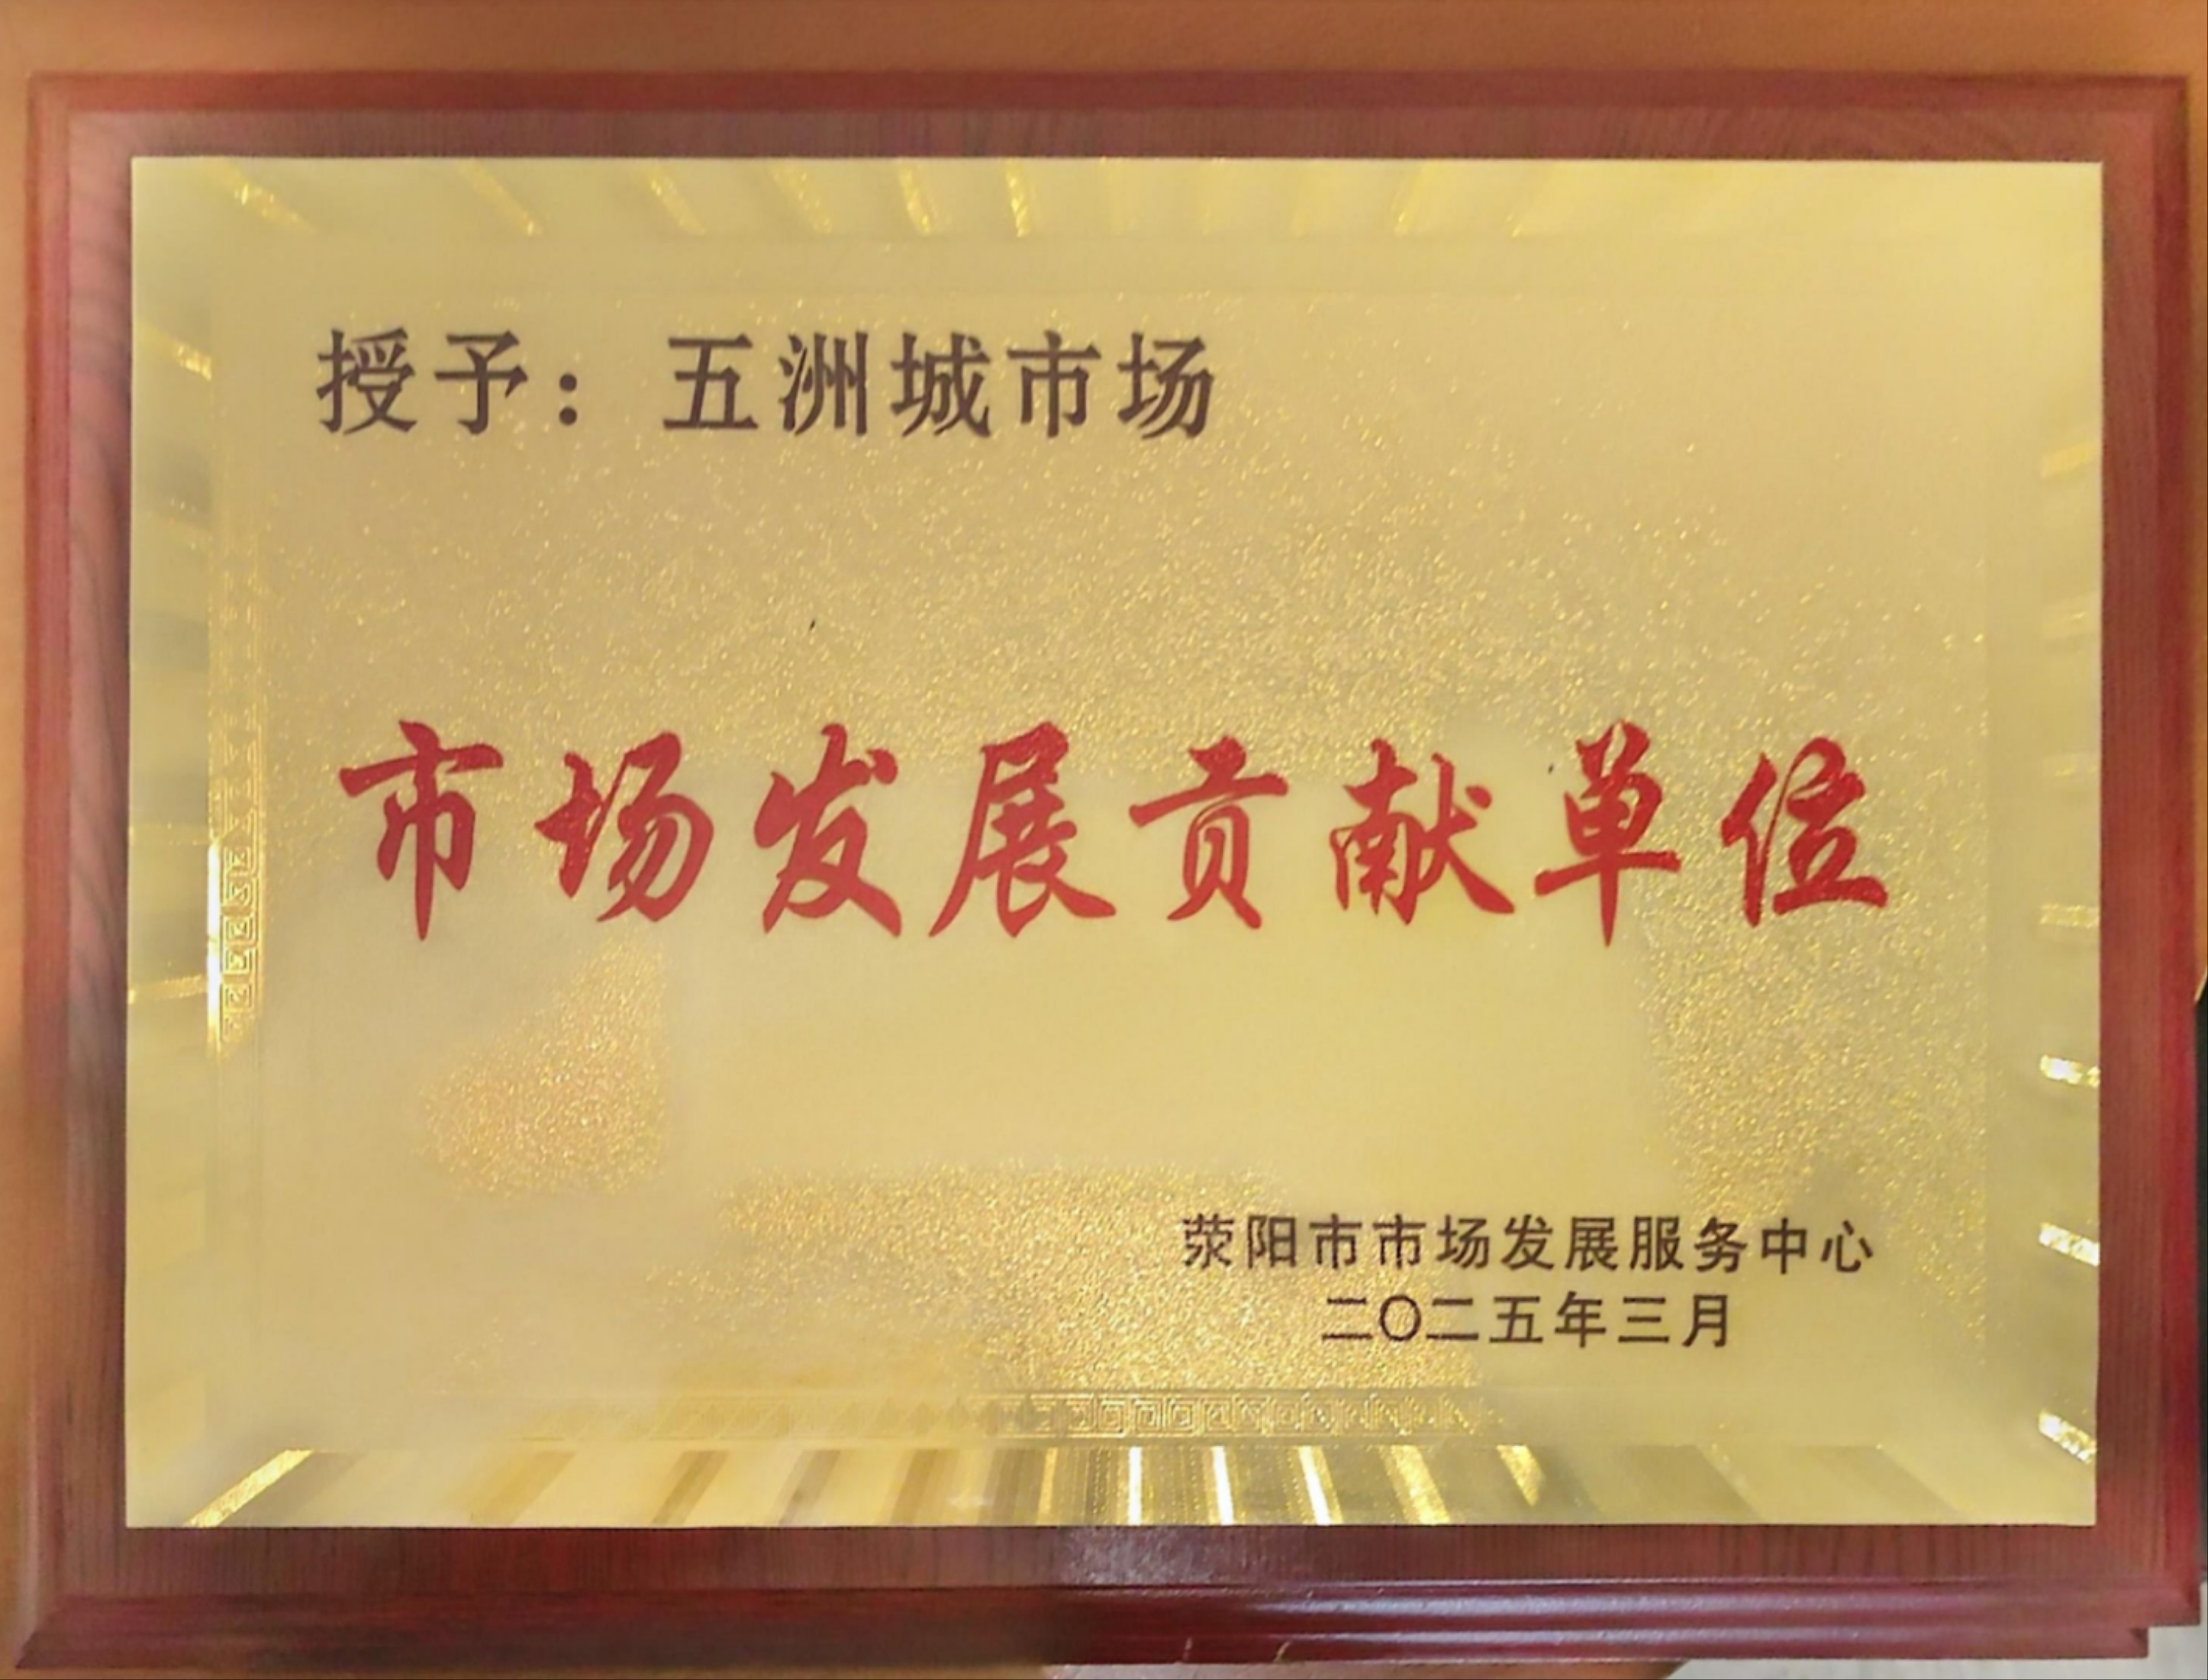 授予：五洲城市场
市场发展贡献单位
荥阳市市场发展服务中心
二〇二五年三月